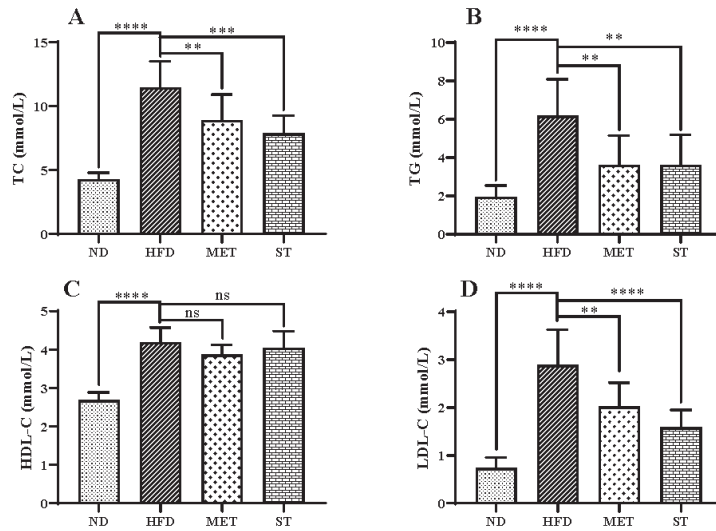 A
TC (mmol/L)
15
10
5
0
****
***
**
ND HFD MET ST
B
TG (mmol/L)
10
8
6
4
2
0
****
**
**
ND HFD MET ST
C
HDL-C (mmol/L)
5
4
3
2
1
0
****
ns
ns
ND HFD MET ST
D
LDL-C (mmol/L)
4
3
2
1
0
****
****
**
ND HFD MET ST